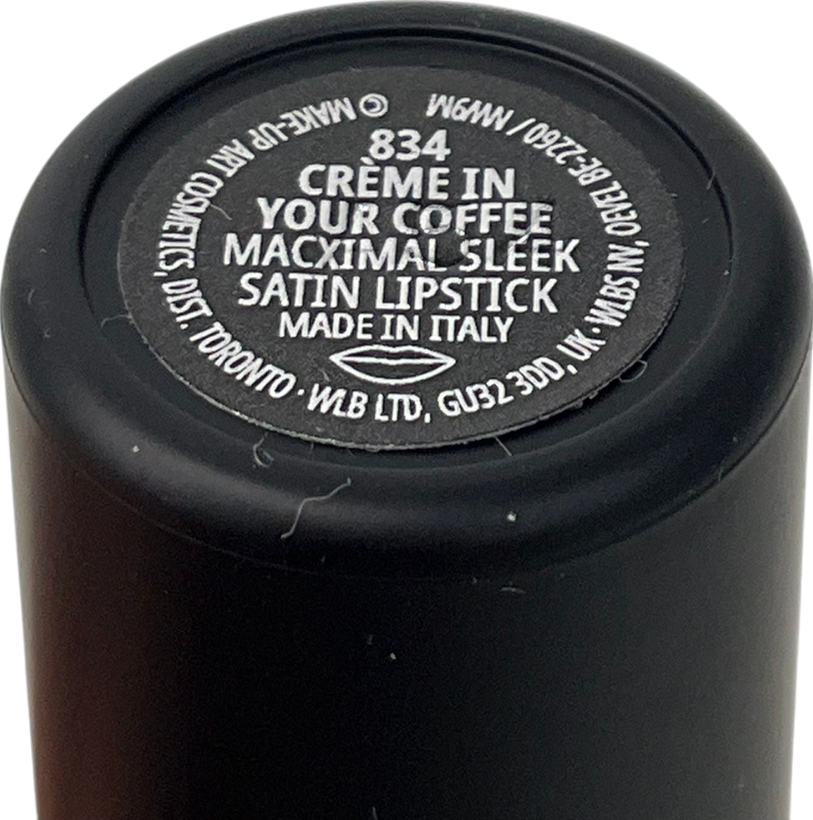 834
CRÈME IN
YOUR COFFEE
MACXIMAL SLEEK
SATIN LIPSTICK
MADE IN ITALY
© MAKE-UP ART COSMETICS, DIST. TORONTO · WLB LTD, GU32 3DD, UK · WLBS NV, OEVEL BE-2260 / NW9M